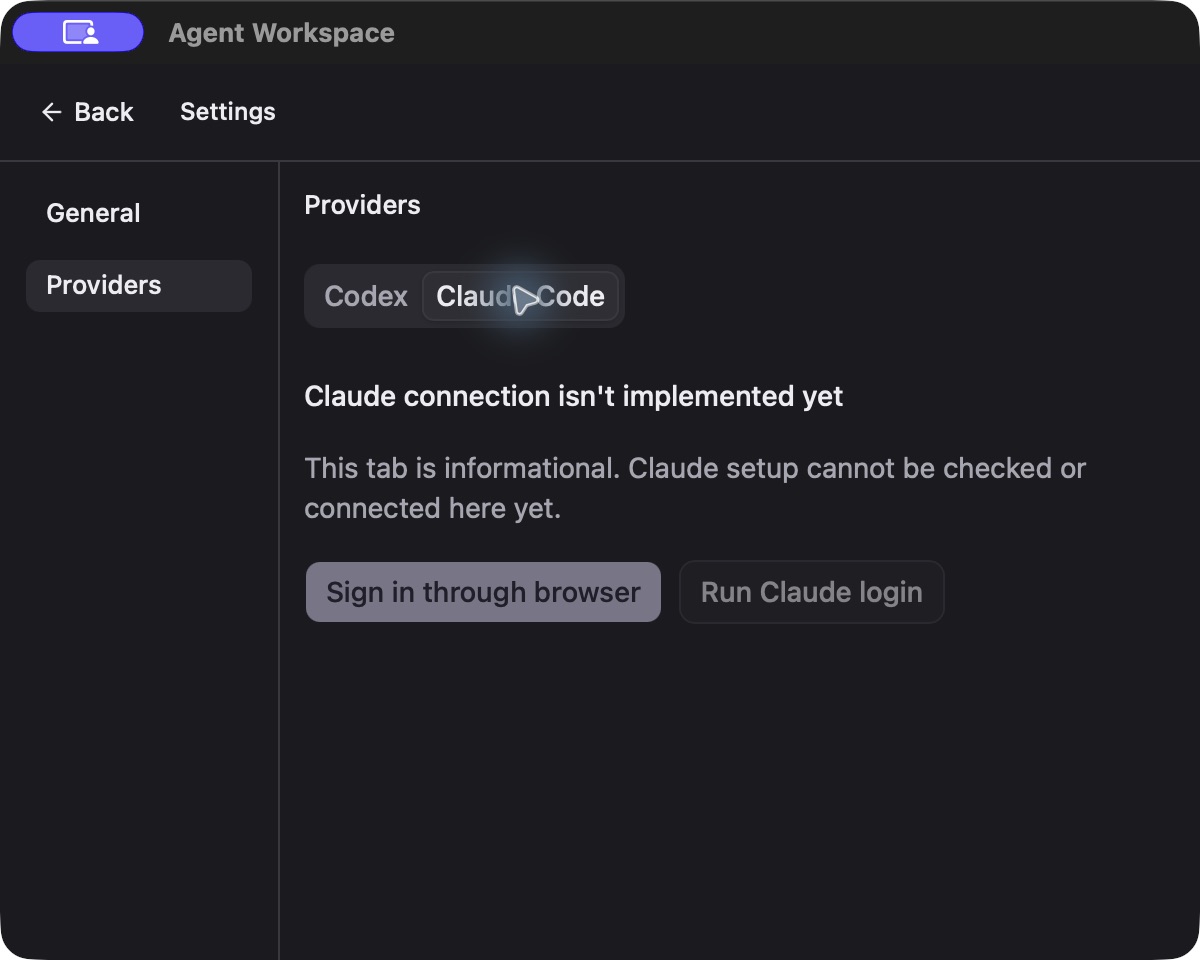 Agent Workspace
Back
Settings
General
Providers
Providers
Codex
Claude Code
Claude connection isn't implemented yet
This tab is informational. Claude setup cannot be checked or
connected here yet.
Sign in through browser
Run Claude login